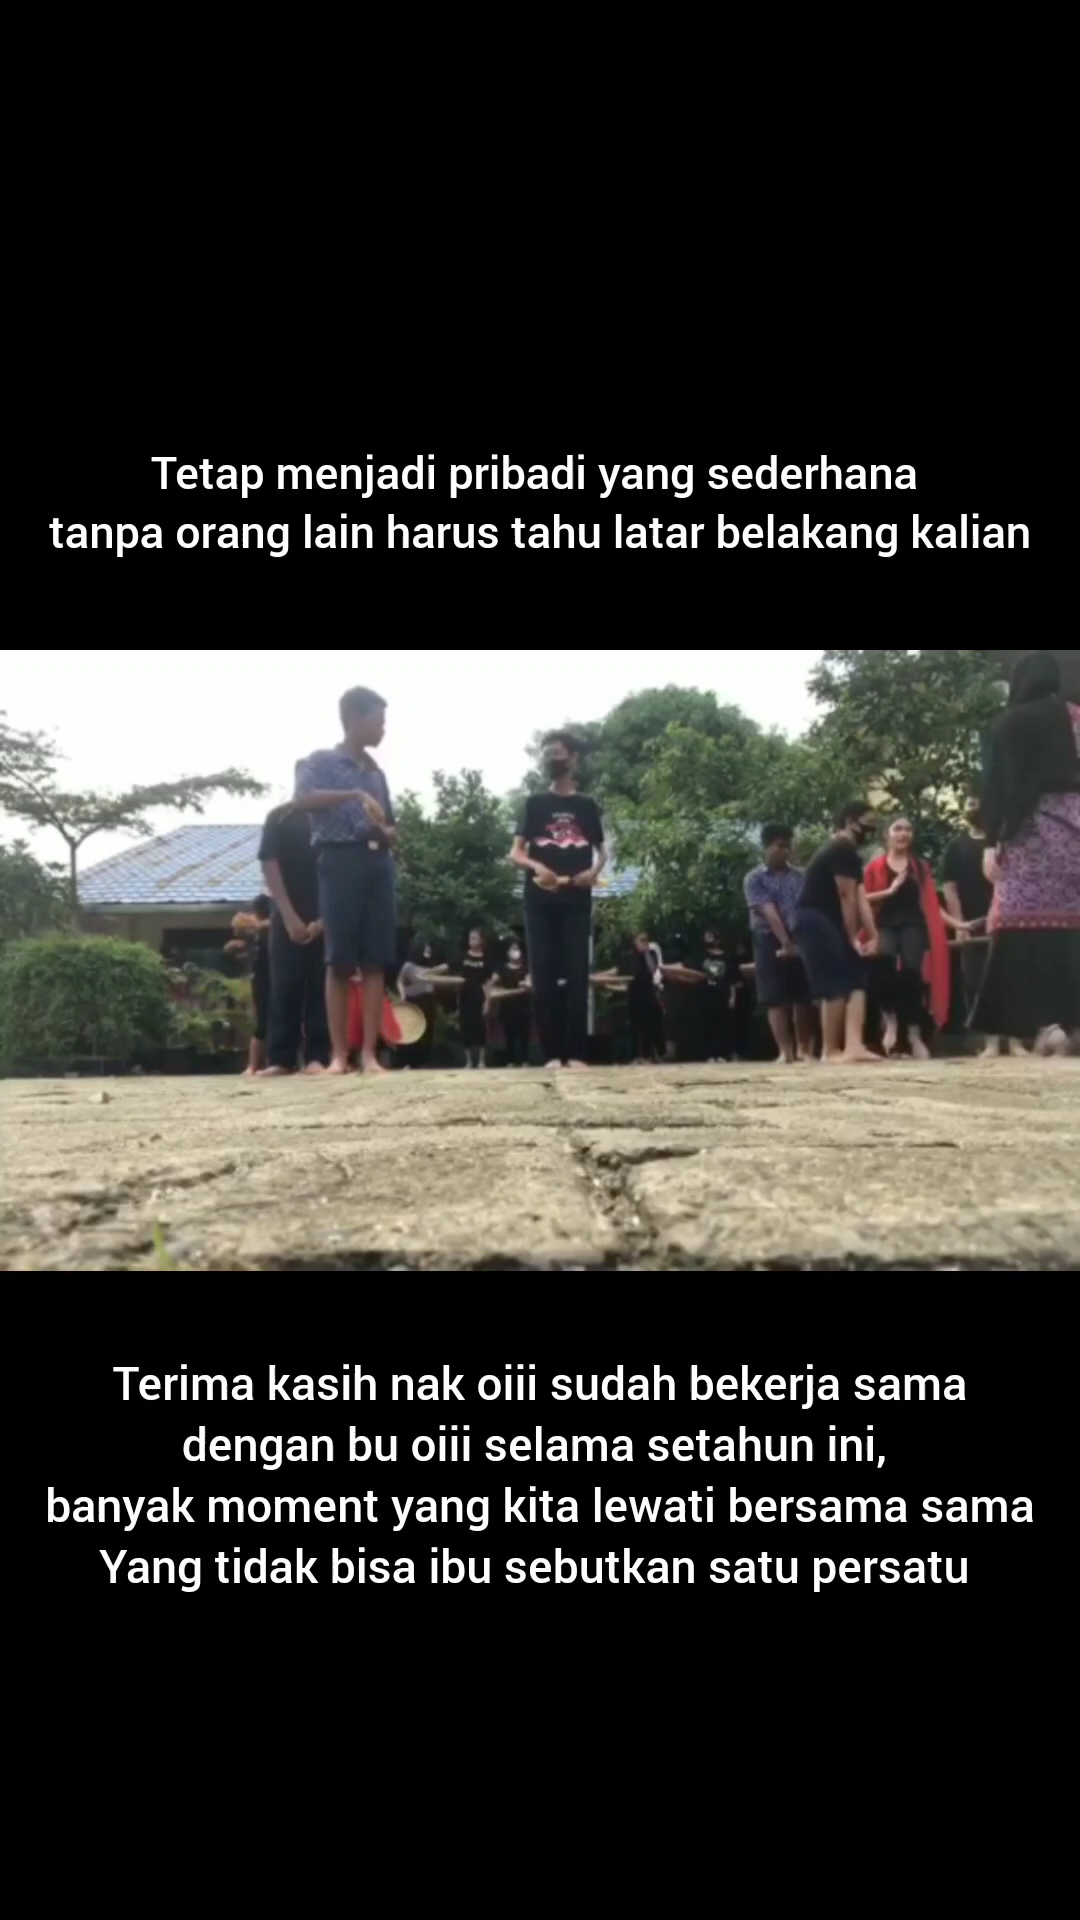 Tetap menjadi pribadi yang sederhana
tanpa orang lain harus tahu latar belakang kalian
Terima kasih nak oiii sudah bekerja sama
dengan bu oiii selama setahun ini,
banyak moment yang kita lewati bersama sama
Yang tidak bisa ibu sebutkan satu persatu